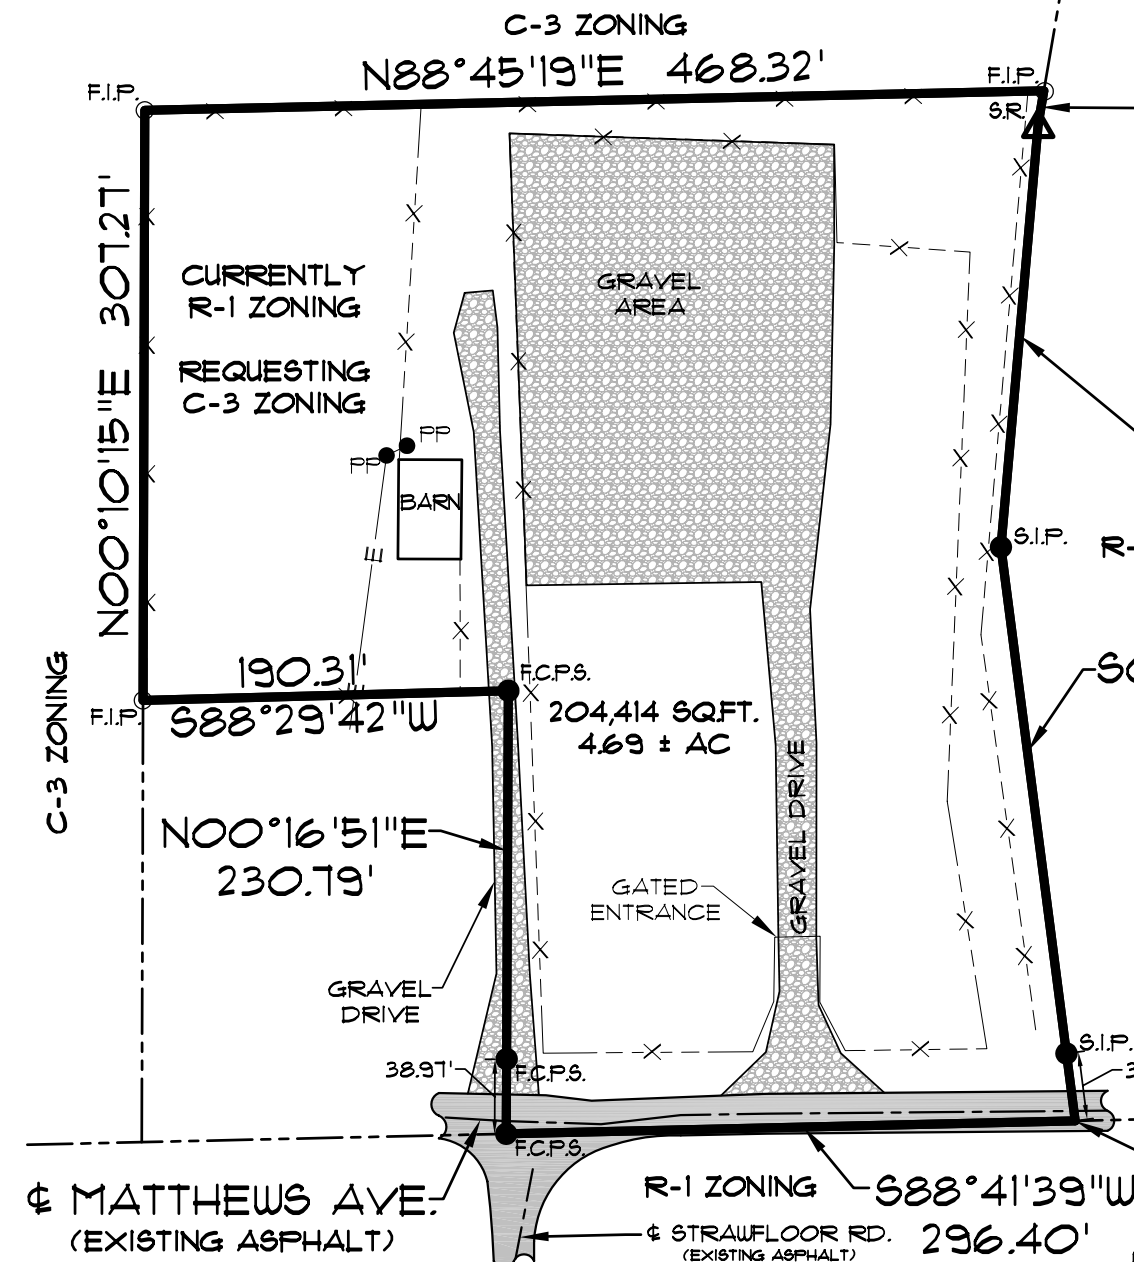 C-3 ZONING
N88°45'19"E 468.32'
F.I.P.
F.I.P.
S.R.
N00°10'15"E 307.27'
CURRENTLY
R-1 ZONING
REQUESTING
C-3 ZONING
GRAVEL
AREA
PP
PP
BARN
E
S.I.P.
R-
C-3 ZONING
190.31'
E
F.C.P.S.
F.I.P.
S88°29'42"W
204,414 SQ.FT.
4.69 ± AC
N00°16'51"E
230.79'
GRAVEL DRIVE
GATED
ENTRANCE
GRAVEL
DRIVE
38.97'
F.C.P.S.
S.I.P.
F.C.P.S.
℄ MATTHEWS AVE.
(EXISTING ASPHALT)
R-1 ZONING
S88°41'39"W
296.40'
℄ STRAWFLOOR RD.
(EXISTING ASPHALT)